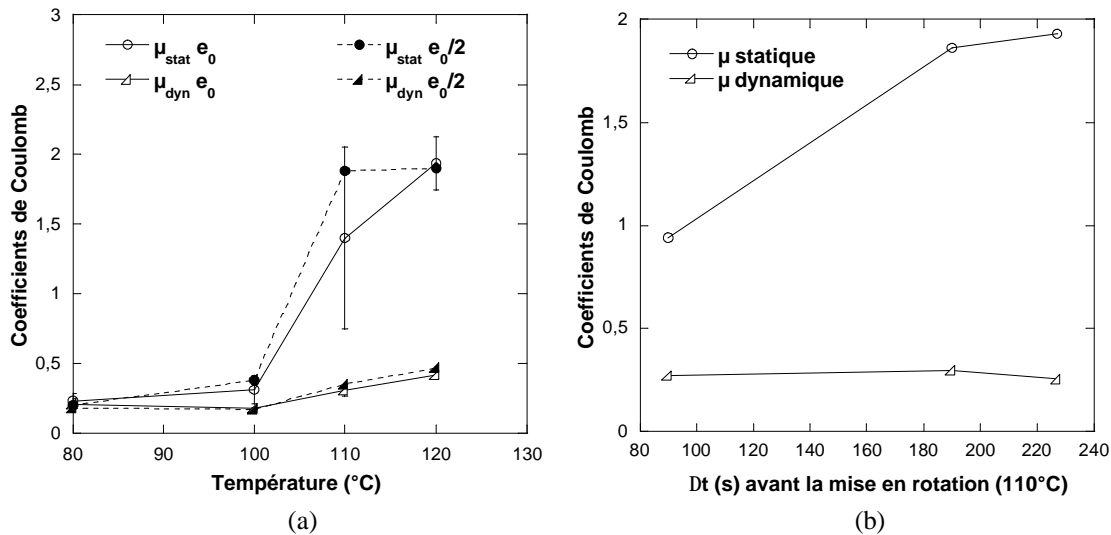 3
2,5
2
1,5
1
0,5
0
80 90 100 110 120 130
Coefficients de Coulomb
Température (°C)
μstat e0
μdyn e0
μstat e0/2
μdyn e0/2
(a)
2
1,5
1
0,5
0
80 100 120 140 160 180 200 220 240
Coefficients de Coulomb
Dt (s) avant la mise en rotation (110°C)
μ statique
μ dynamique
(b)